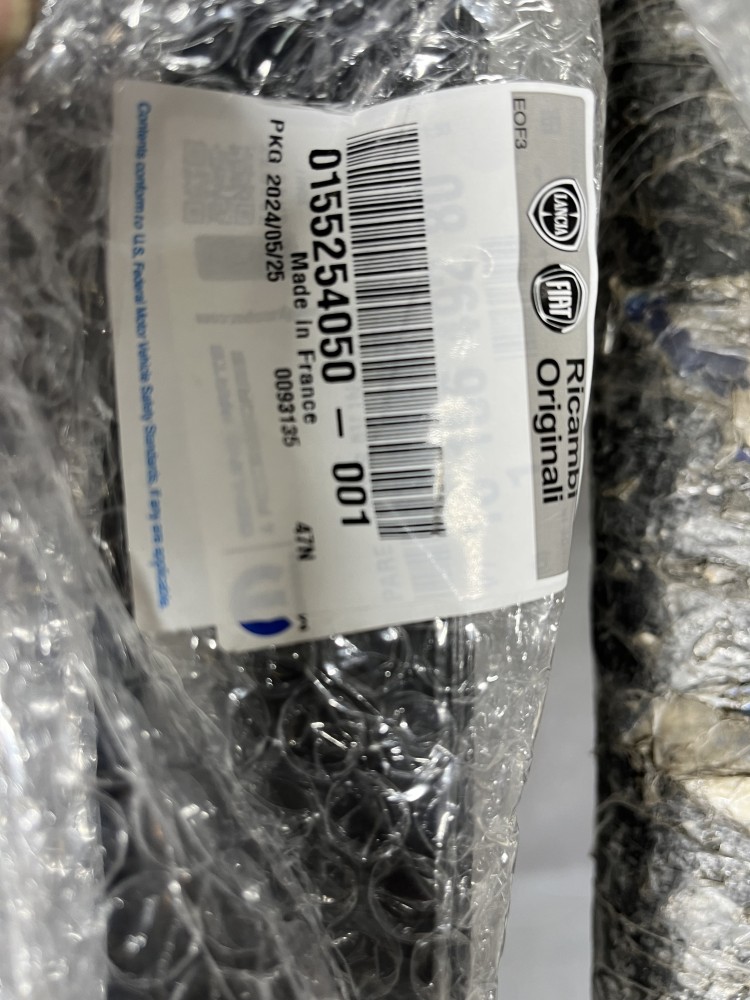 EOF3
LANCIA
FIAT
Ricambi
Originali
0155254050 - 001
Made in France
0093135
47N
PKG 2024/05/25
Contents conform to U.S. Federal Motor Vehicle Safety Standards, if any are applicable.